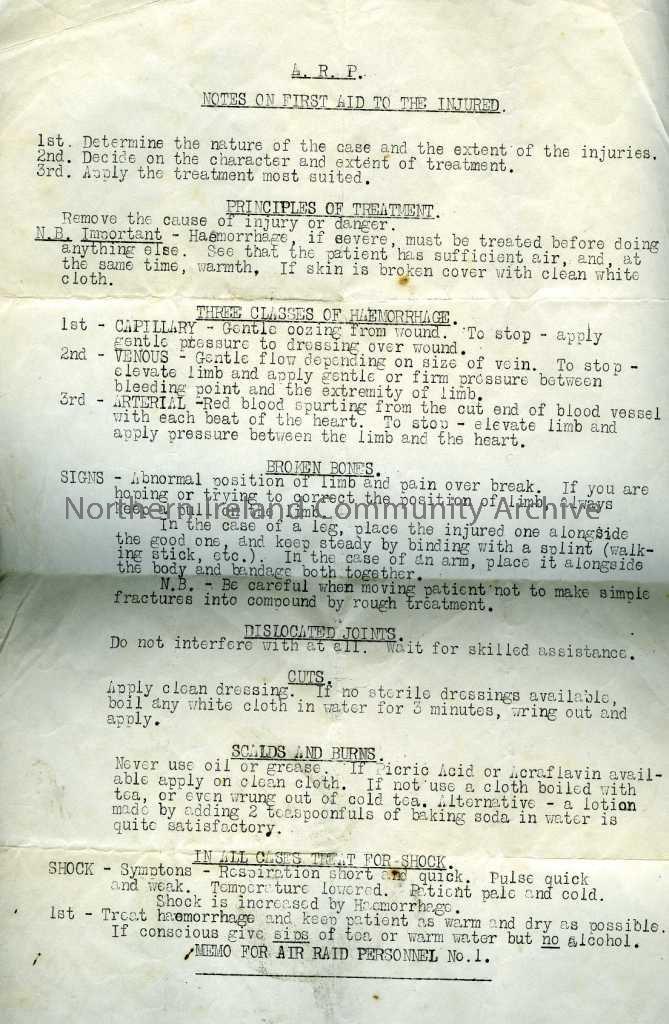 A. R. P.
NOTES ON FIRST AID TO THE INJURED.
1st. Determine the nature of the case and the extent of the injuries.
2nd. Decide on the character and extent of treatment.
3rd. Apply the treatment most suited.
PRINCIPLES OF TREATMENT.
Remove the cause of injury or danger.
N.B. Important - Haemorrhage, if severe, must be treated before doing
anything else. See that the patient has sufficient air, and, at
the same time, warmth. If skin is broken cover with clean white
cloth.
THREE CLASSES OF HAEMORRHAGE.
1st - CAPILLARY - Gentle oozing from wound. To stop - apply
gentle pressure to dressing over wound.
2nd - VENOUS - Gentle flow depending on size of vein. To stop -
elevate limb and apply gentle or firm pressure between
bleeding point and the extremity of limb.
3rd - ARTERIAL -Red blood spurting from the cut end of blood vessel
with each beat of the heart. To stop - elevate limb and
apply pressure between the limb and the heart.
BROKEN BONES.
SIGNS - Abnormal position of limb and pain over break. If you are
hoping or trying to correct the position of limb, always
keep a pull on the limb.
Northern Ireland Community Archive
In the case of a leg, place the injured one alongside
the good one, and keep steady by binding with a splint (walk-
ing stick, etc.). In the case of an arm, place it alongside
the body and bandage both together.
N.B. - Be careful when moving patient not to make simple
fractures into compound by rough treatment.
DISLOCATED JOINTS.
Do not interfere with at all. Wait for skilled assistance.
CUTS.
Apply clean dressing. If no sterile dressings available,
boil any white cloth in water for 3 minutes, wring out and
apply.
SCALDS AND BURNS.
Never use oil or grease. If Picric Acid or Acraflavin avail-
able apply on clean cloth. If not use a cloth boiled with
tea, or even wrung out of cold tea. Alternative - a lotion
made by adding 2 teaspoonfuls of baking soda in water is
quite satisfactory.
IN ALL CASES TREAT FOR SHOCK.
SHOCK - Symptons - Respiration short and quick. Pulse quick
and weak. Temperature lowered. Patient pale and cold.
Shock is increased by Haemorrhage.
1st - Treat haemorrhage and keep patient as warm and dry as possible.
If conscious give sips of tea or warm water but no alcohol.
MEMO FOR AIR RAID PERSONNEL No.1.